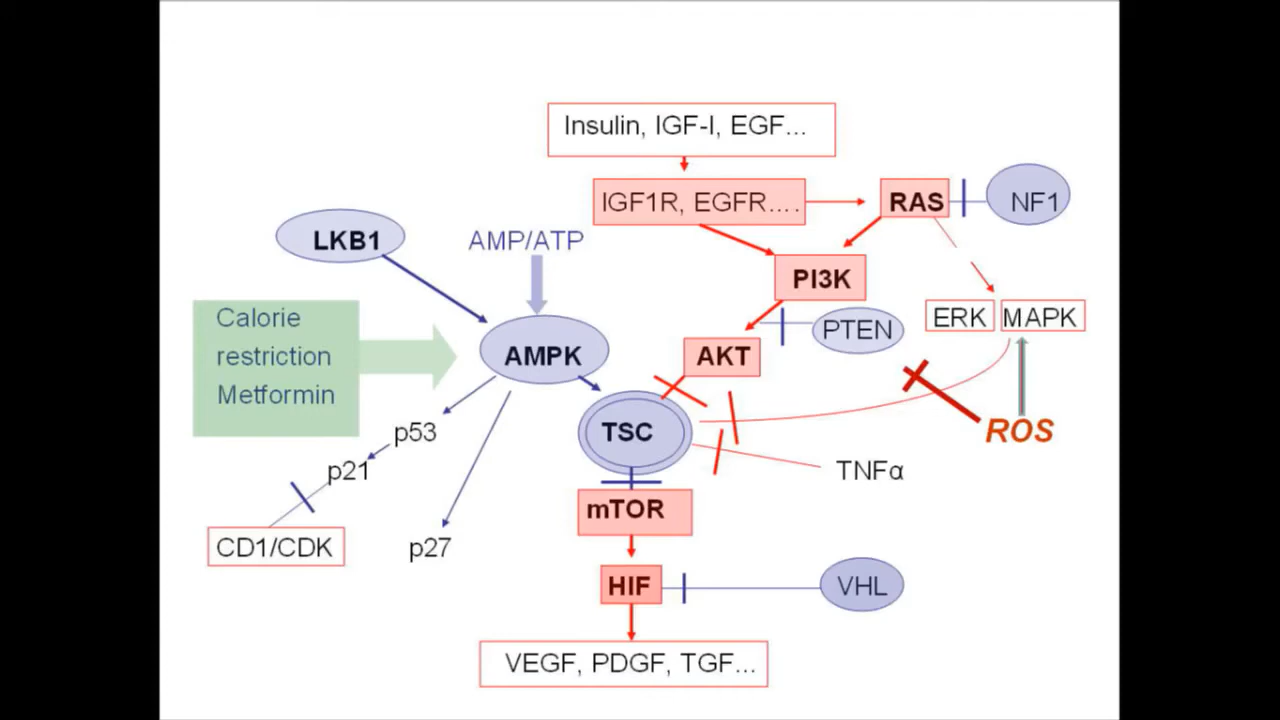 Insulin, IGF-I, EGF...
IGF1R, EGFR....
RAS
NF1
LKB1
AMP/ATP
PI3K
Calorie
restriction
Metformin
ERK
MAPK
PTEN
AMPK
AKT
p53
TSC
ROS
p21
TNFα
mTOR
CD1/CDK
p27
HIF
VHL
VEGF, PDGF, TGF...